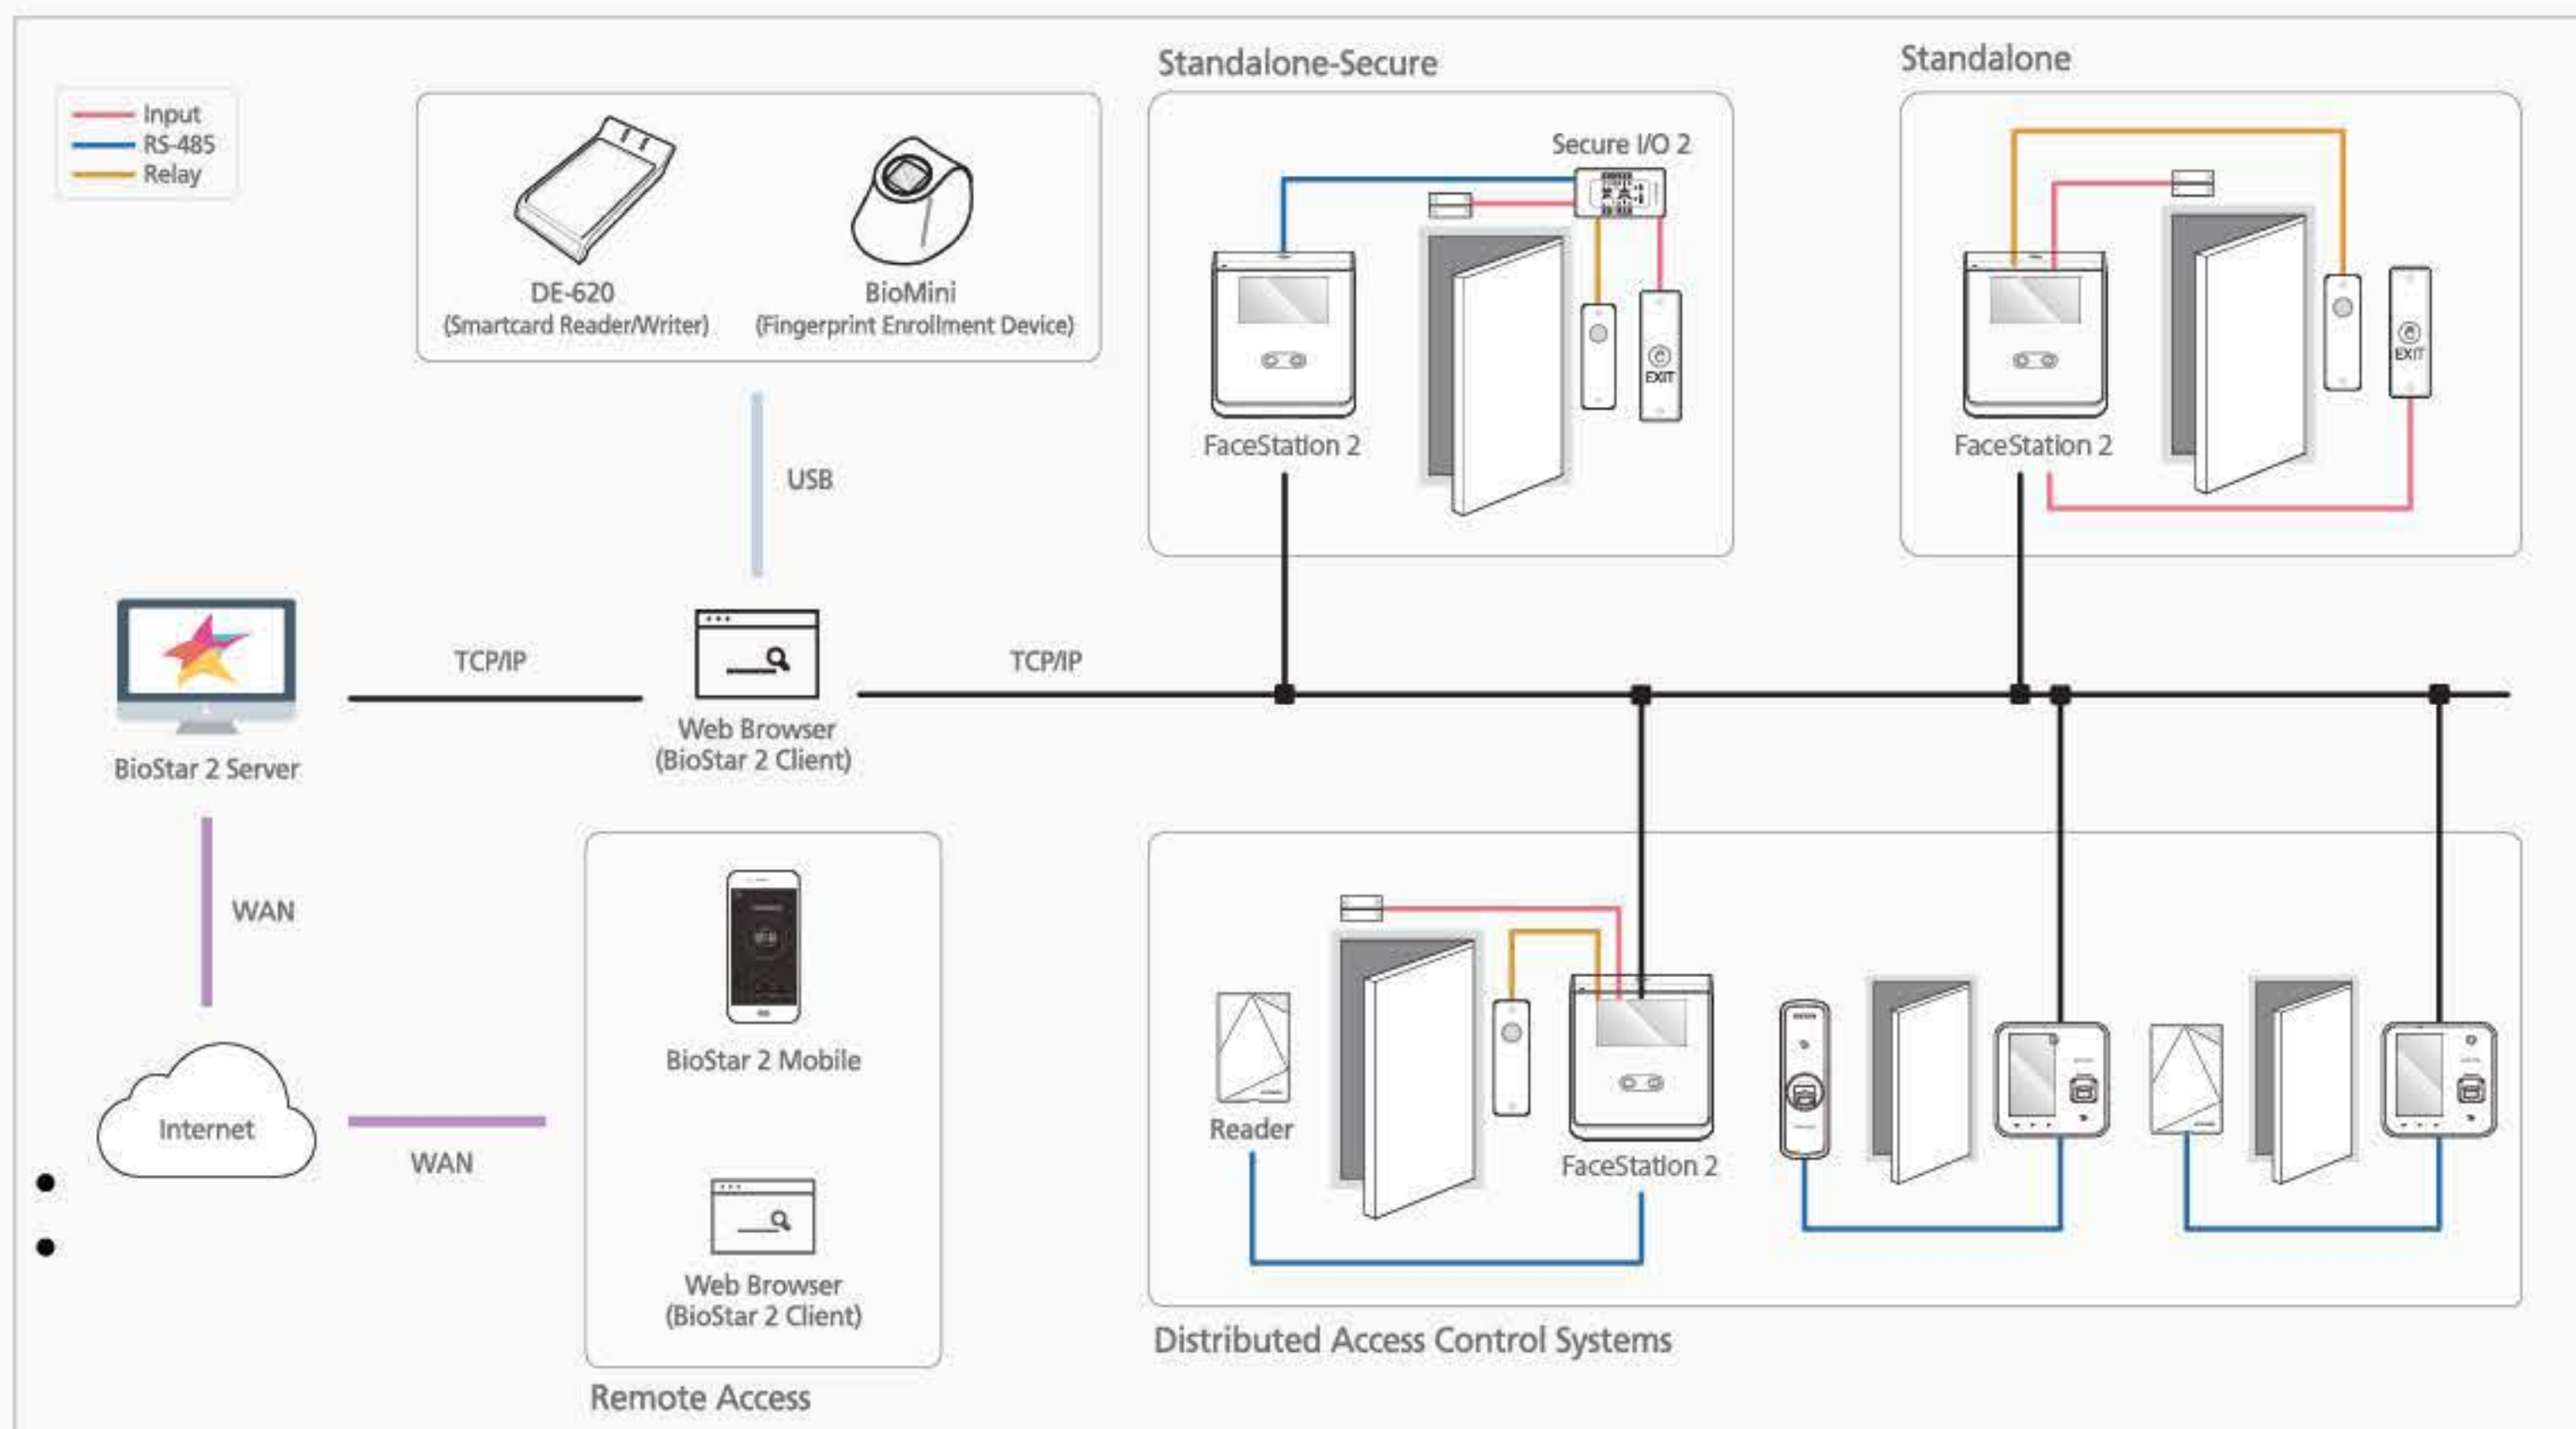 Input
RS-485
Relay
DE-620
(Smartcard Reader/Writer)
BioMini
(Fingerprint Enrollment Device)
USB
Standalone-Secure
Secure I/O 2
EXIT
FaceStation 2
Standalone
EXIT
FaceStation 2
BioStar 2 Server
TCP/IP
Web Browser
(BioStar 2 Client)
TCP/IP
WAN
Internet
WAN
BioStar 2 Mobile
Web Browser
(BioStar 2 Client)
Remote Access
Reader
FaceStation 2
Distributed Access Control Systems